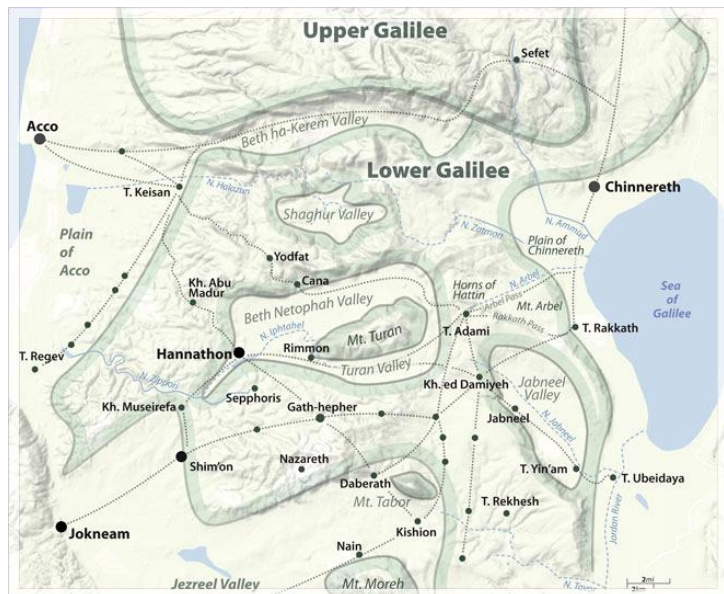 Upper Galilee
Sefet
Acco
Beth ha-Kerem Valley
Lower Galilee
T. Keisan
N. Halazun
Chinnereth
Shaghur Valley
N. Zalmon
N. Ammud
Plain of
Acco
Plain of
Chinnereth
Yodfat
Cana
Kh. Abu
Madur
Horns of
Hattin
N. Arbel
Arbel Pass
Mt. Arbel
Sea
of
Galilee
Beth Netophah Valley
N. Iphtahel
Mt. Turan
T. Adami
Rakkath Pass
T. Rakkath
T. Regev
Hannathon
Rimmon
Turan Valley
N. Zippori
Kh. ed Damiyeh
Jabneel
Valley
Sepphoris
Kh. Museirefa
Gath-hepher
Jabneel
N. Jabneel
Shim'on
Nazareth
Daberath
T. Yin'am
T. Ubeidaya
Mt. Tabor
T. Rekhesh
Jordan River
Jokneam
Kishion
Nain
Jezreel Valley
Mt. Moreh
N. Tavor
2mi